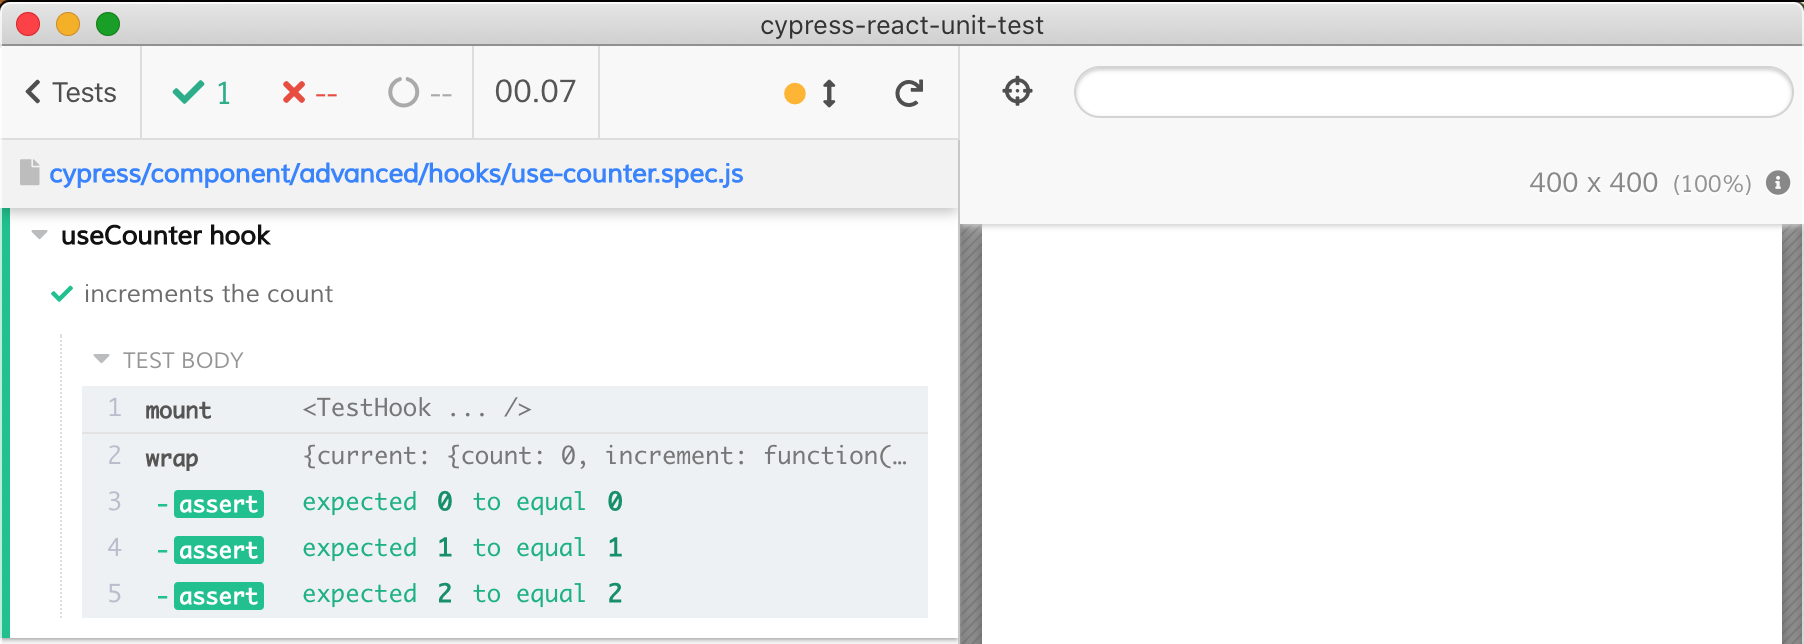 cypress-react-unit-test
Tests 1 -- -- 00.07
400 x 400 (100%)
cypress/component/advanced/hooks/use-counter.spec.js
useCounter hook
increments the count
TEST BODY
1 mount <TestHook ... />
2 wrap {current: {count: 0, increment: function(…
3 -assert expected 0 to equal 0
4 -assert expected 1 to equal 1
5 -assert expected 2 to equal 2